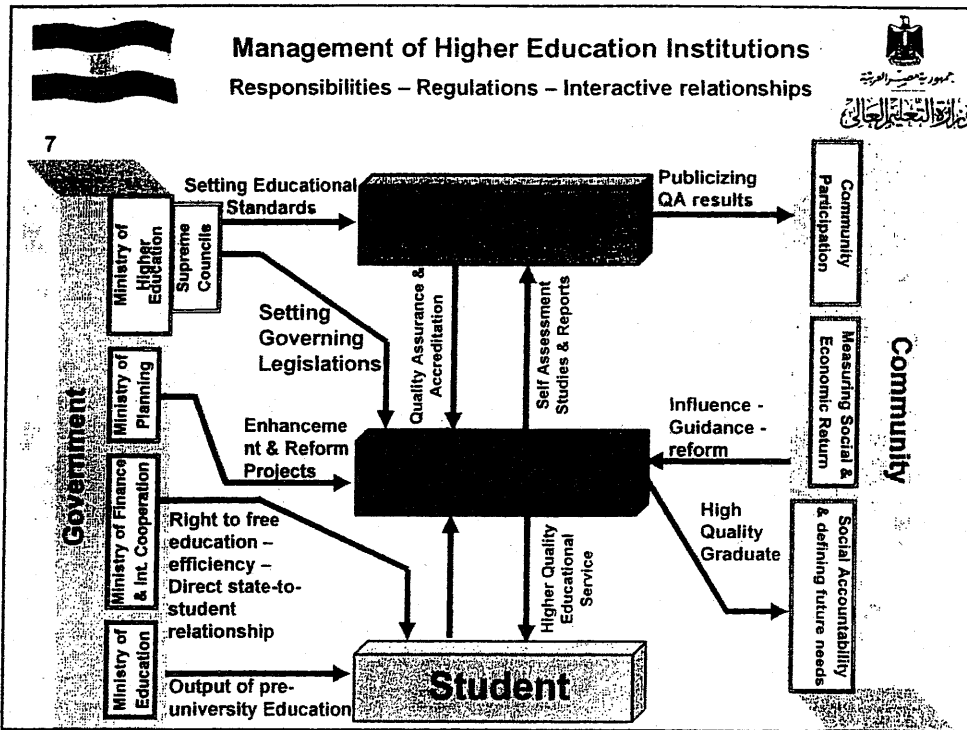 Management of Higher Education Institutions
Responsibilities – Regulations – Interactive relationships
جمهورية مصر العربية
وزارة التعليم العالى
7
Government
Ministry of
Higher
Education
Supreme
Councils
Ministry of
Planning
Ministry of Finance
& Int. Cooperation
Ministry of
Education
Setting Educational
Standards
Setting
Governing
Legislations
Enhanceme
nt & Reform
Projects
Right to free
education –
efficiency –
Direct state-to-
student
relationship
Output of pre-
university Education
Quality Assurance &
Accreditation
Self Assessment
Studies & Reports
Higher Quality
Educational
Service
Student
Publicizing
QA results
Influence -
Guidance -
reform
High
Quality
Graduate
Community
Participation
Measuring Social &
Economic Return
Social Accountability
& defining future needs
Community